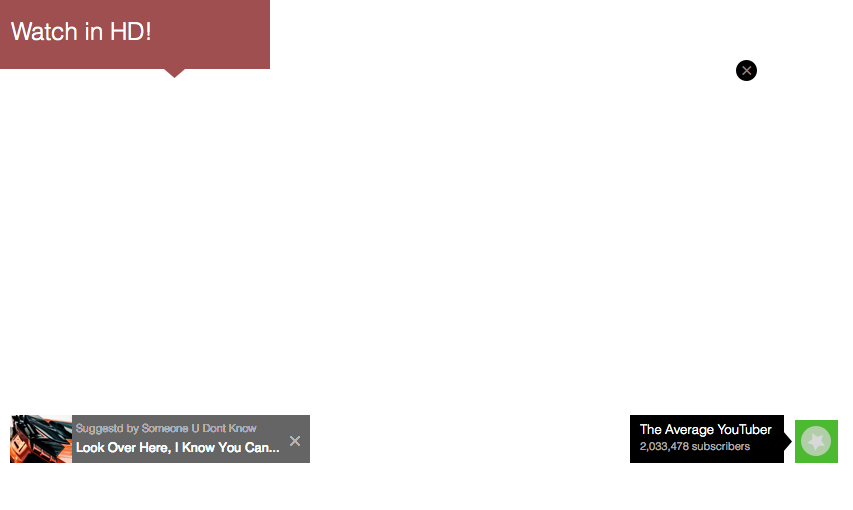 Watch in HD!
Suggestd by Someone U Dont Know
Look Over Here, I Know You Can...
The Average YouTuber
2,033,478 subscribers